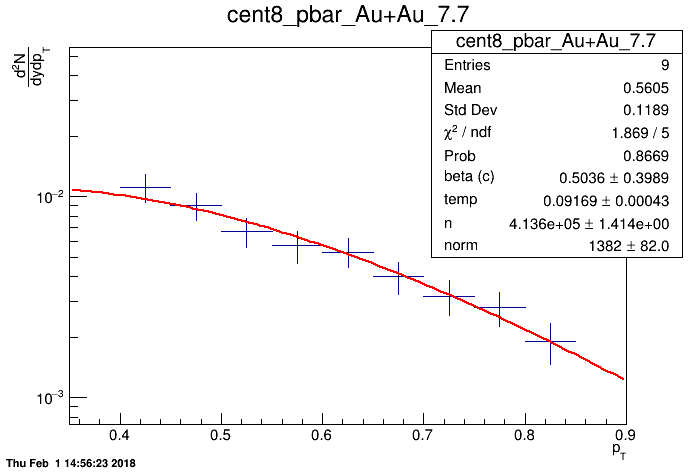 cent8_pbar_Au+Au_7.7
d²N
dydp_T
cent8_pbar_Au+Au_7.7
Entries 9
Mean 0.5605
Std Dev 0.1189
χ² / ndf 1.869 / 5
Prob 0.8669
beta (c) 0.5036 ± 0.3989
temp 0.09169 ± 0.00043
n 4.136e+05 ± 1.414e+00
norm 1382 ± 82.0
10⁻²
10⁻³
0.4 0.5 0.6 0.7 0.8 0.9
p_T
Thu Feb 1 14:56:23 2018